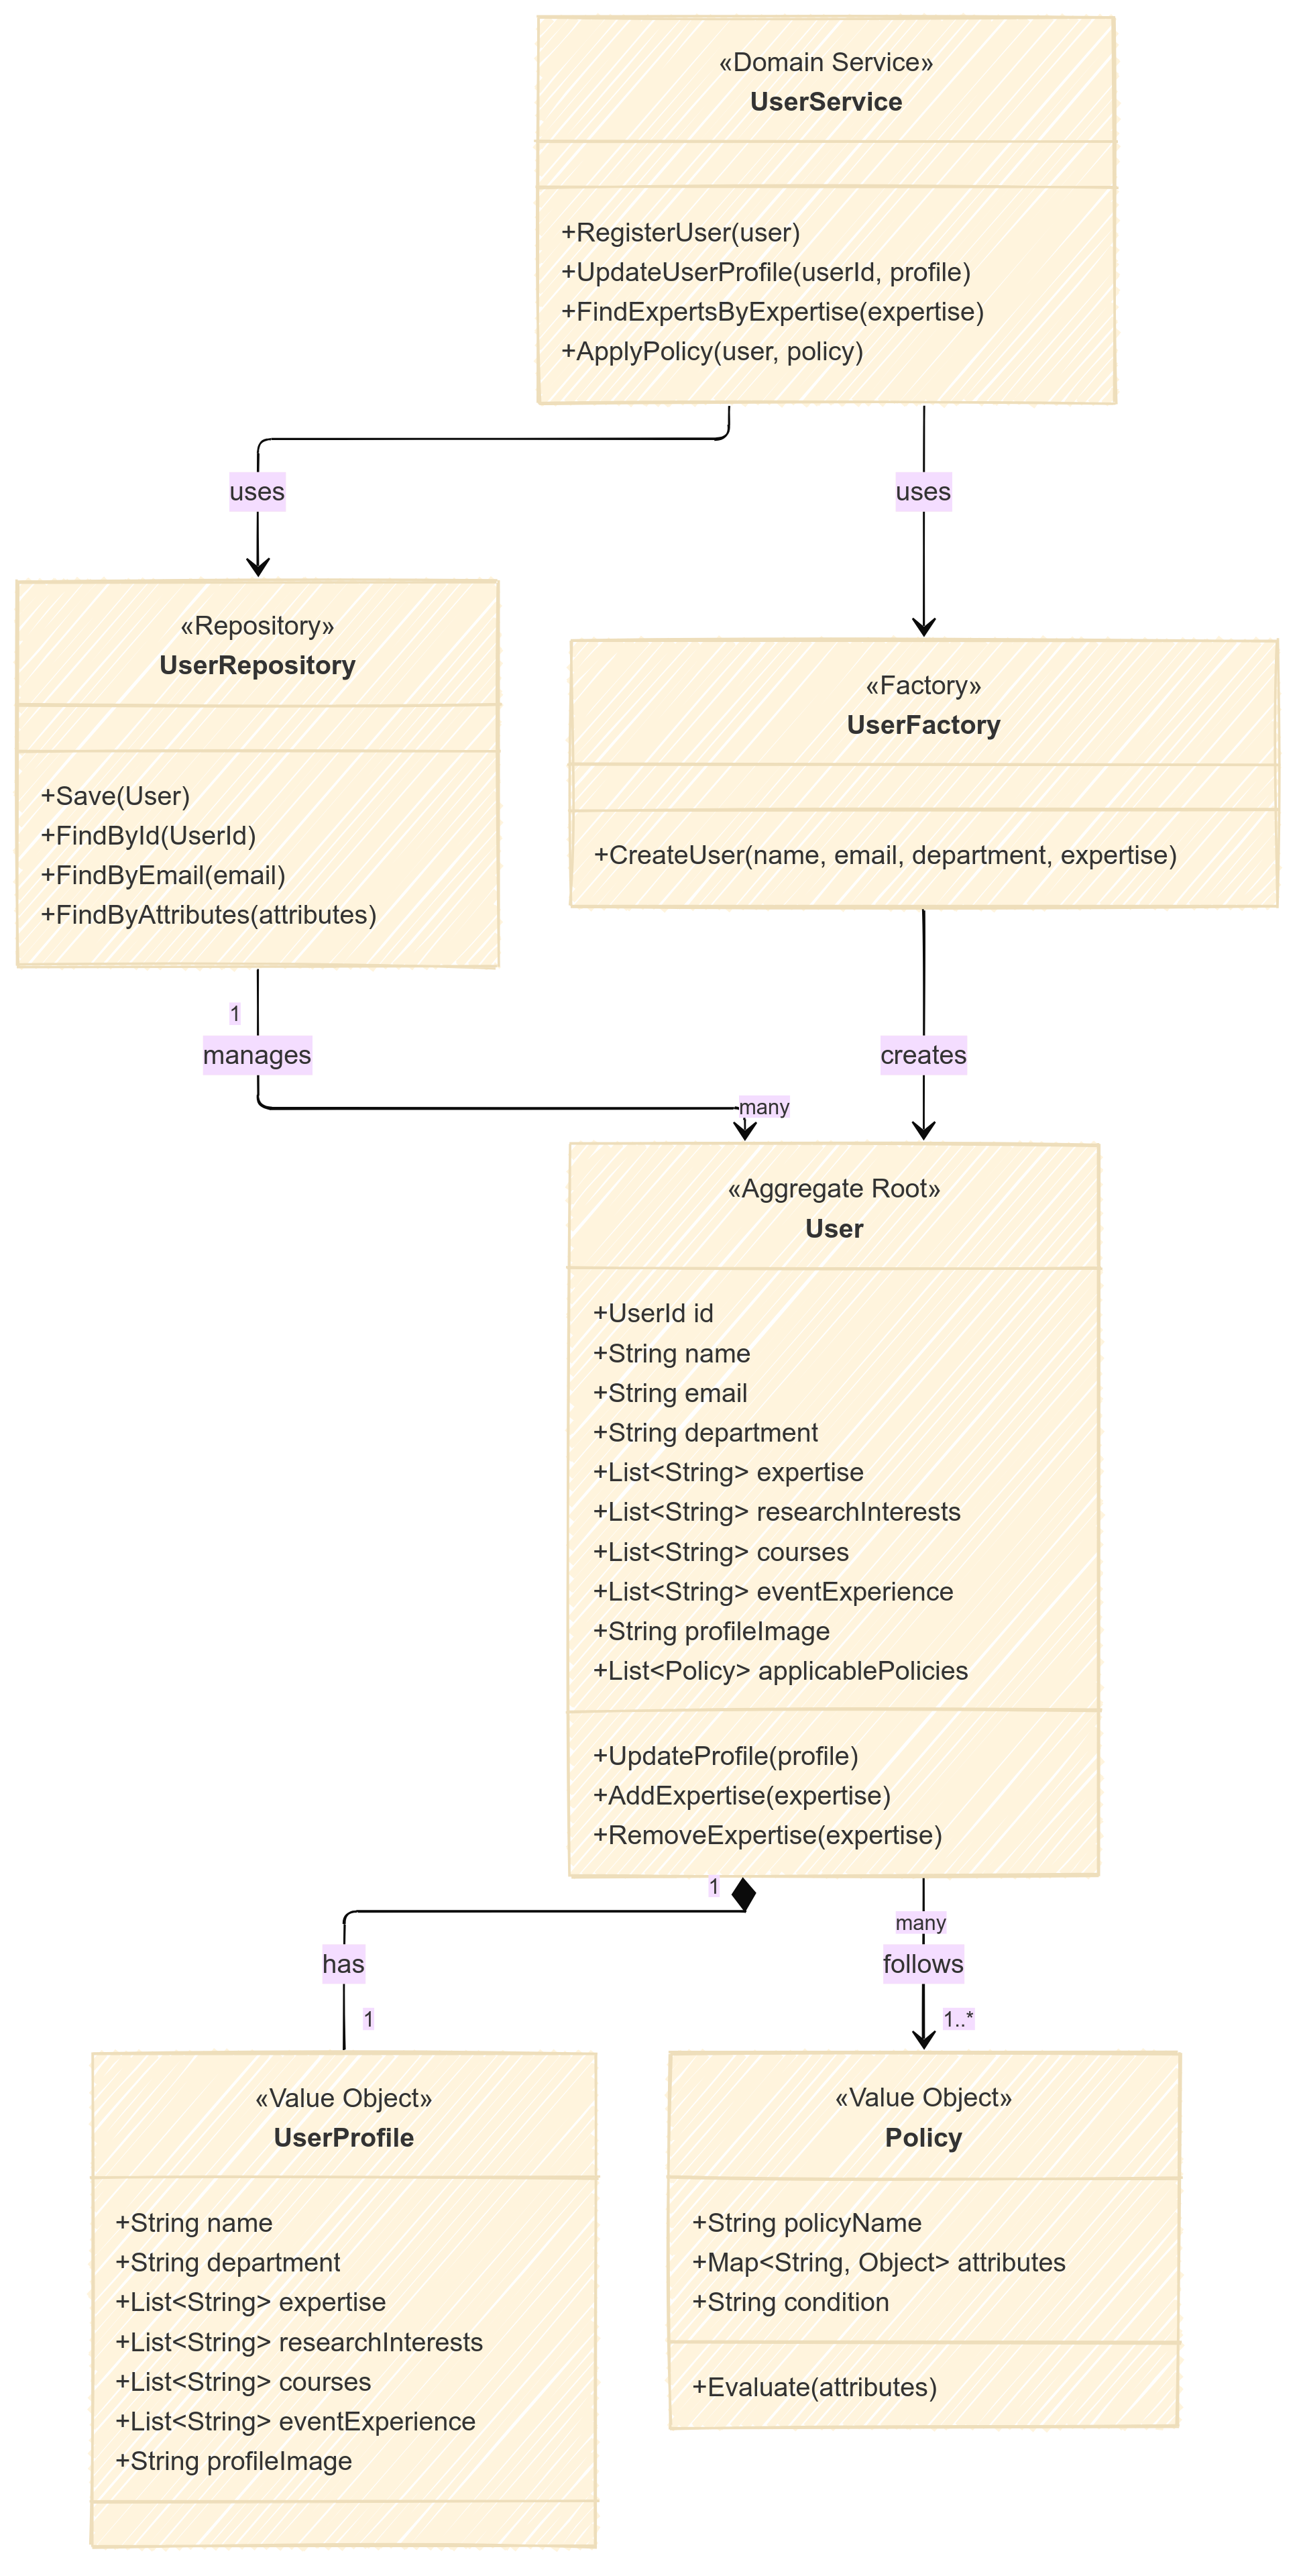 «Domain Service»
UserService
+RegisterUser(user)
+UpdateUserProfile(userId, profile)
+FindExpertsByExpertise(expertise)
+ApplyPolicy(user, policy)
uses
uses
«Repository»
UserRepository
+Save(User)
+FindById(UserId)
+FindByEmail(email)
+FindByAttributes(attributes)
«Factory»
UserFactory
+CreateUser(name, email, department, expertise)
1
manages
many
creates
«Aggregate Root»
User
+UserId id
+String name
+String email
+String department
+List<String> expertise
+List<String> researchInterests
+List<String> courses
+List<String> eventExperience
+String profileImage
+List<Policy> applicablePolicies
+UpdateProfile(profile)
+AddExpertise(expertise)
+RemoveExpertise(expertise)
1
has
1
many
follows
1..*
«Value Object»
UserProfile
+String name
+String department
+List<String> expertise
+List<String> researchInterests
+List<String> courses
+List<String> eventExperience
+String profileImage
«Value Object»
Policy
+String policyName
+Map<String, Object> attributes
+String condition
+Evaluate(attributes)